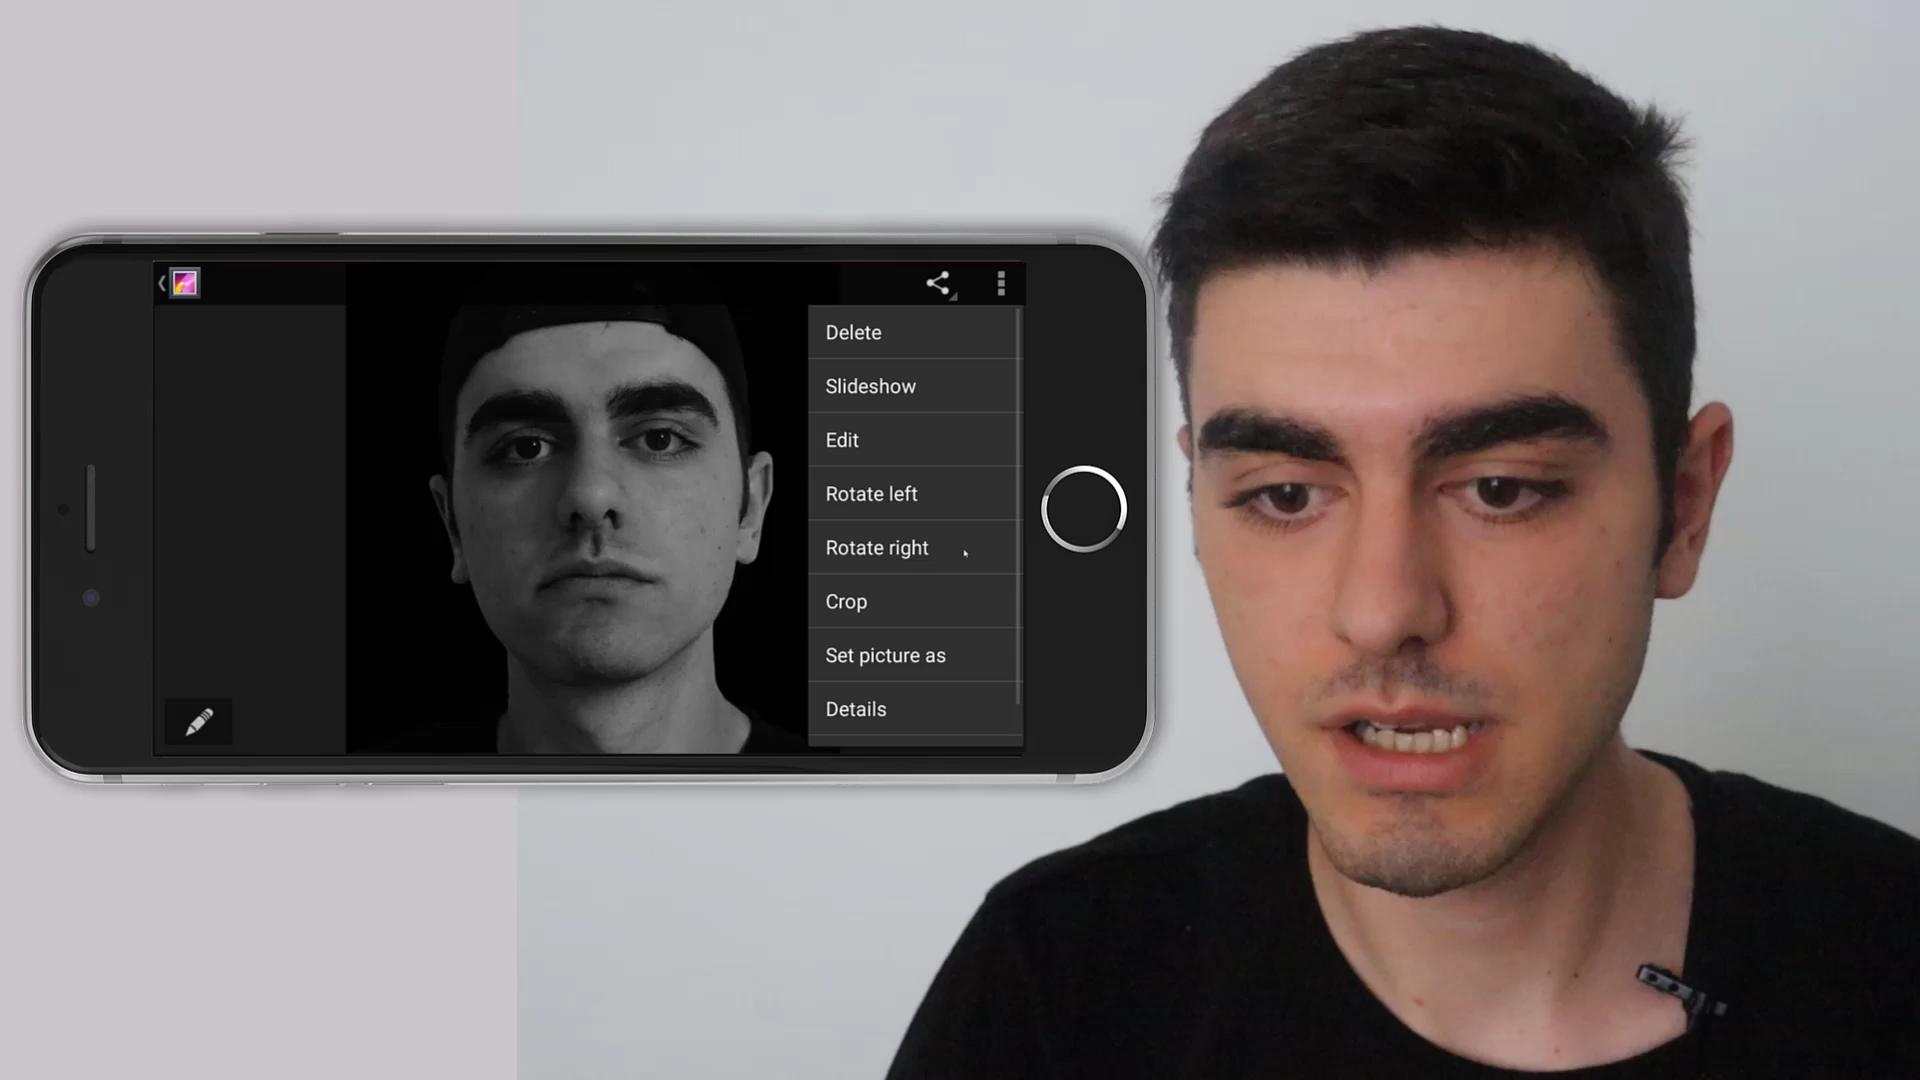 Delete
Slideshow
Edit
Rotate left
Rotate right
Crop
Set picture as
Details